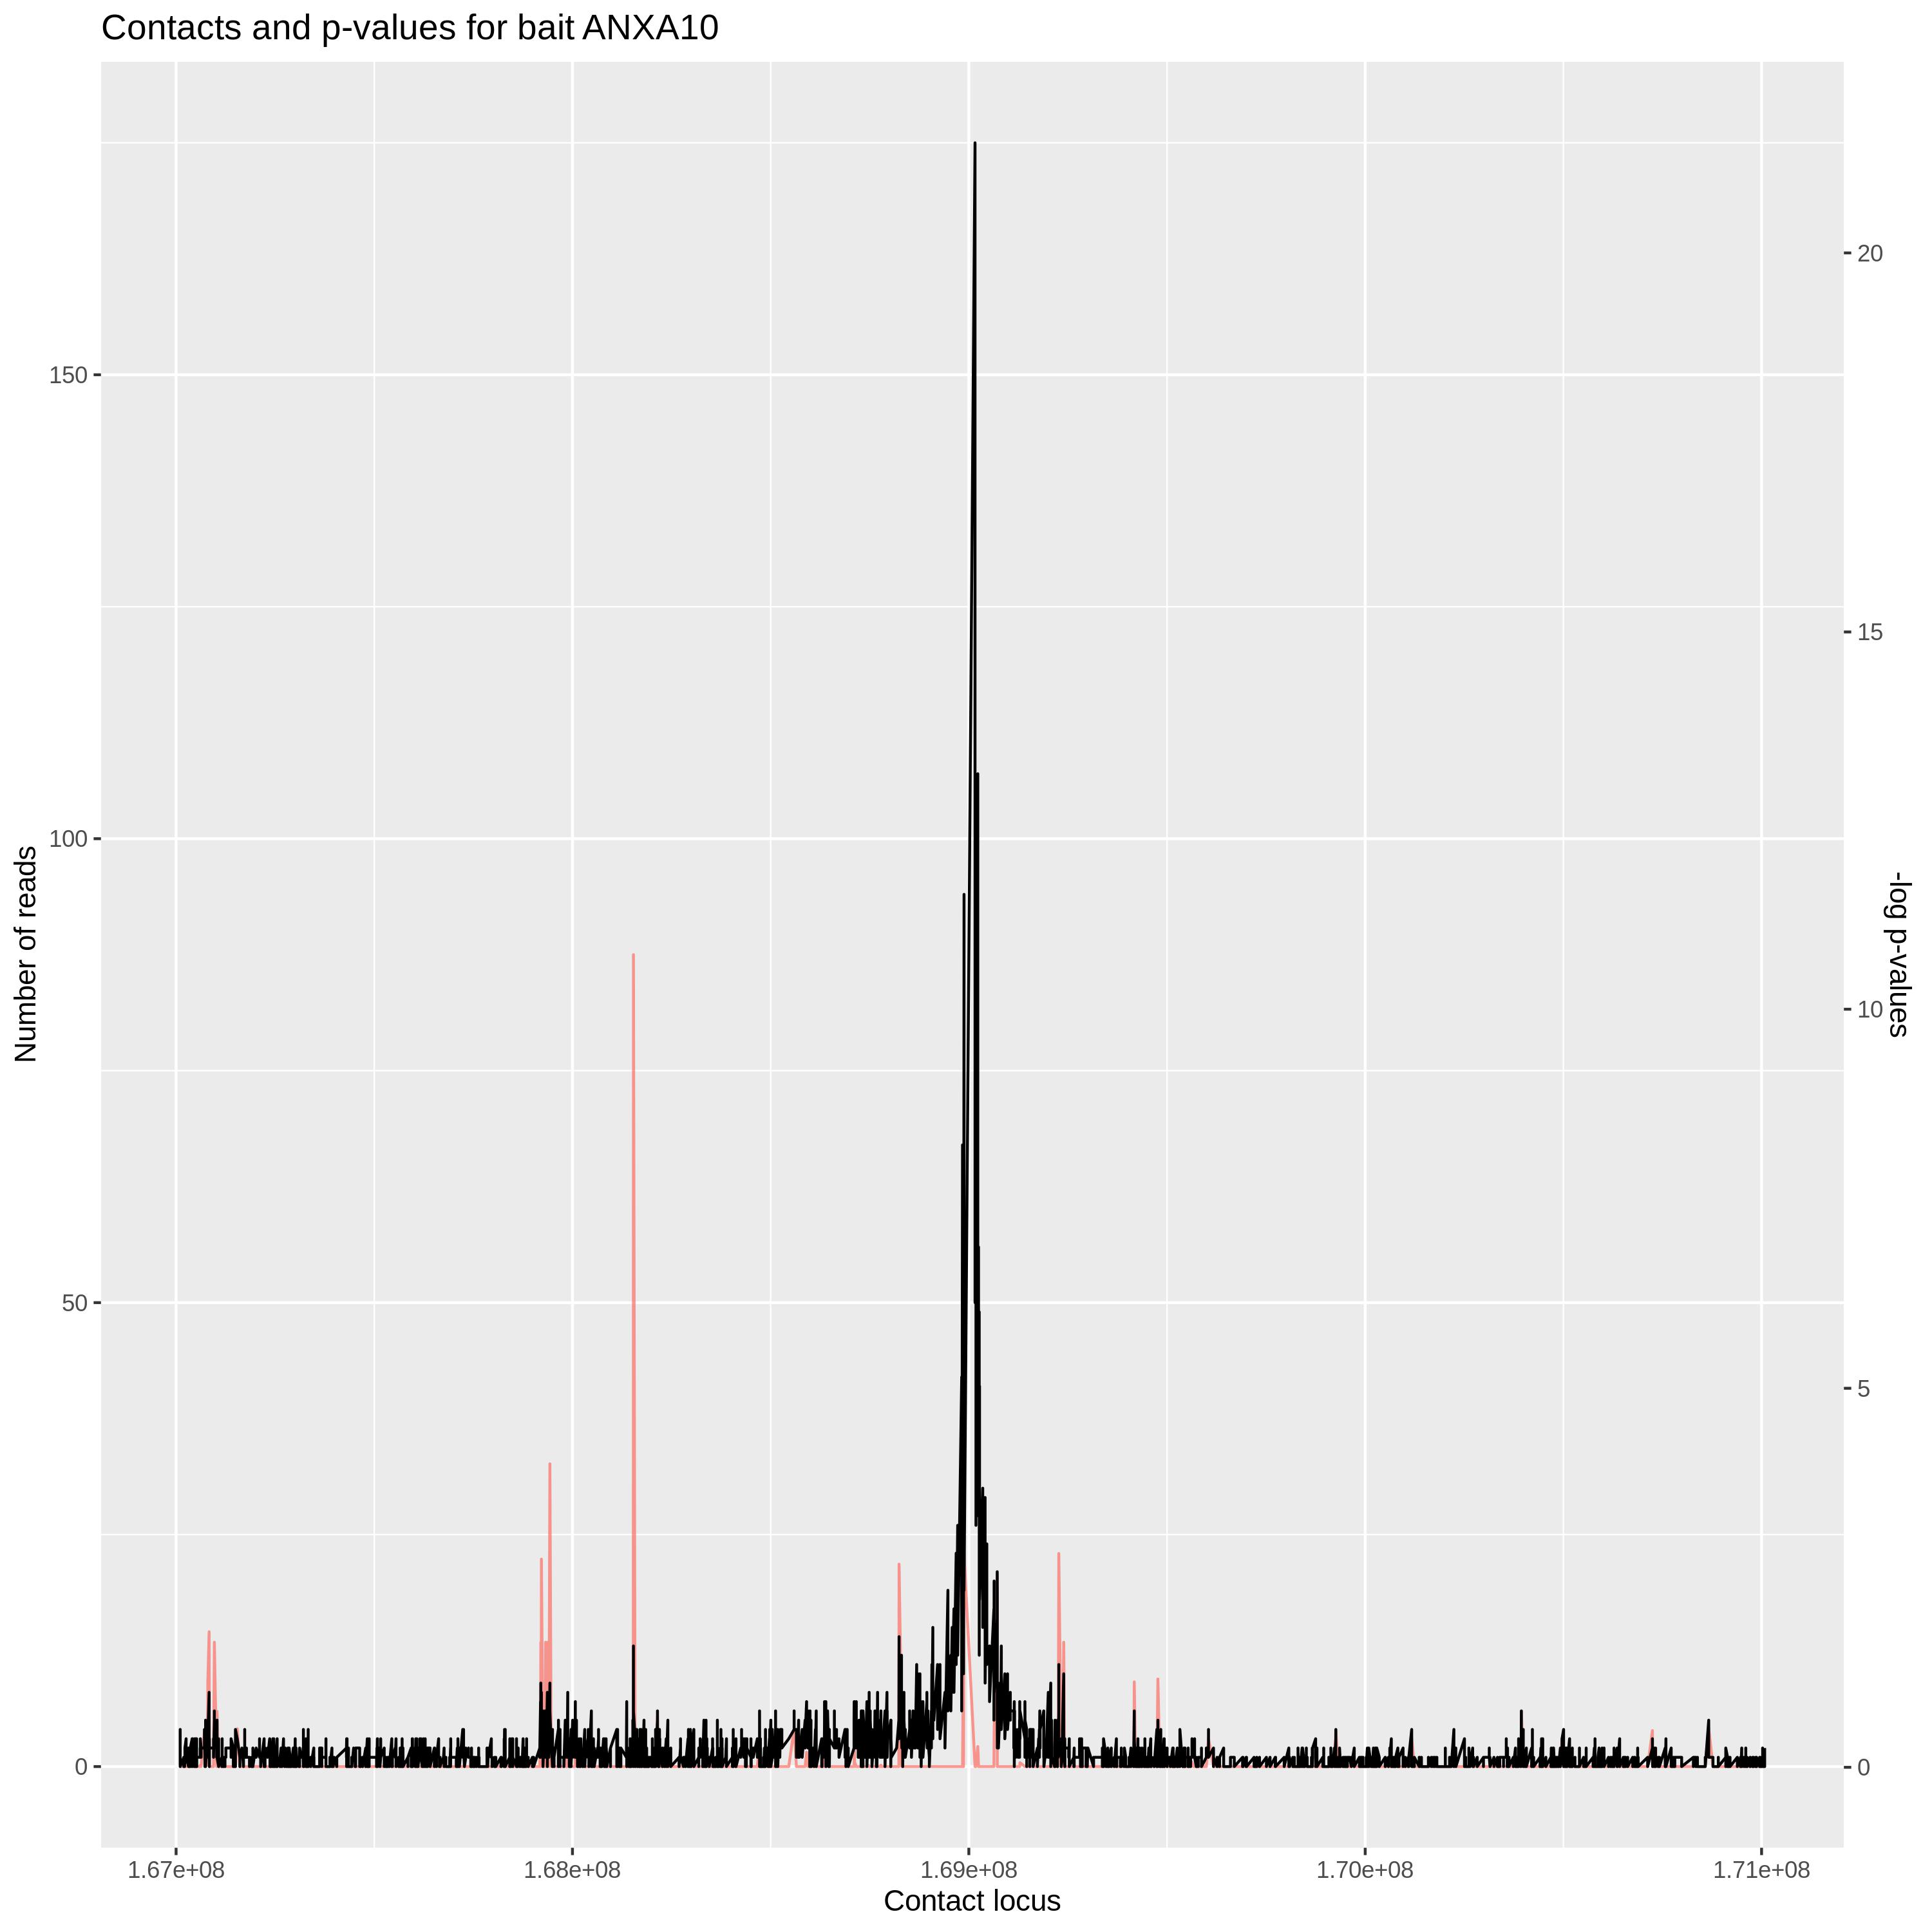 Contacts and p-values for bait ANXA10
Number of reads
150
100
50
0
20
15
10
5
0
-log p-values
1.67e+08
1.68e+08
1.69e+08
1.70e+08
1.71e+08
Contact locus